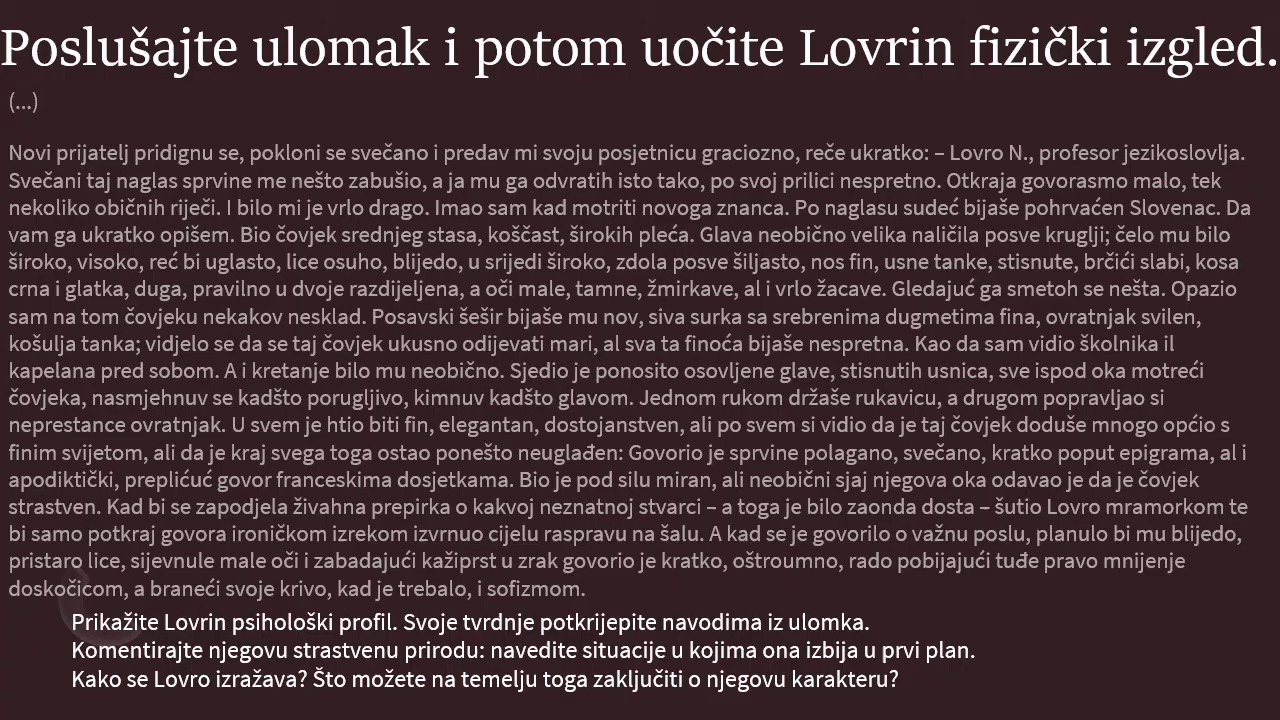 Poslušajte ulomak i potom uočite Lovrin fizički izgled.
(...)
Novi prijatelj pridignu se, pokloni se svečano i predav mi svoju posjetnicu graciozno, reče ukratko: – Lovro N., profesor jezikoslovlja.
Svečani taj naglas sprvine me nešto zabušio, a ja mu ga odvratih isto tako, po svoj prilici nespretno. Otkraja govorasmo malo, tek
nekoliko običnih riječi. I bilo mi je vrlo drago. Imao sam kad motriti novoga znanca. Po naglasu sudeć bijaše pohrvaćen Slovenac. Da
vam ga ukratko opišem. Bio čovjek srednjeg stasa, koščast, širokih pleća. Glava neobično velika naličila posve kruglji; čelo mu bilo
široko, visoko, reć bi uglasto, lice osuho, blijedo, u srijedi široko, zdola posve šiljasto, nos fin, usne tanke, stisnute, brčići slabi, kosa
crna i glatka, duga, pravilno u dvoje razdijeljena, a oči male, tamne, žmirkave, al i vrlo žacave. Gledajuć ga smetoh se nešta. Opazio
sam na tom čovjeku nekakov nesklad. Posavski šešir bijaše mu nov, siva surka sa srebrenima dugmetima fina, ovratnjak svilen,
košulja tanka; vidjelo se da se taj čovjek ukusno odijevati mari, al sva ta finoća bijaše nespretna. Kao da sam vidio školnika il
kapelana pred sobom. A i kretanje bilo mu neobično. Sjedio je ponosito osovljene glave, stisnutih usnica, sve ispod oka motreći
čovjeka, nasmjehnuv se kadšto porugljivo, kimnuv kadšto glavom. Jednom rukom držaše rukavicu, a drugom popravljao si
neprestance ovratnjak. U svem je htio biti fin, elegantan, dostojanstven, ali po svem si vidio da je taj čovjek doduše mnogo općio s
finim svijetom, ali da je kraj svega toga ostao ponešto neuglađen: Govorio je sprvine polagano, svečano, kratko poput epigrama, al i
apodiktički, preplićuć govor franceskima dosjetkama. Bio je pod silu miran, ali neobični sjaj njegova oka odavao je da je čovjek
strastven. Kad bi se zapodjela živahna prepirka o kakvoj neznatnoj stvarci – a toga je bilo zaonda dosta – šutio Lovro mramorkom te
bi samo potkraj govora ironičkom izrekom izvrnuo cijelu raspravu na šalu. A kad se je govorilo o važnu poslu, planulo bi mu blijedo,
pristaro lice, sijevnule male oči i zabadajući kažiprst u zrak govorio je kratko, oštroumno, rado pobijajući tuđe pravo mnijenje
doskočicom, a braneći svoje krivo, kad je trebalo, i sofizmom.
Prikažite Lovrin psihološki profil. Svoje tvrdnje potkrijepite navodima iz ulomka.
Komentirajte njegovu strastvenu prirodu: navedite situacije u kojima ona izbija u prvi plan.
Kako se Lovro izražava? Što možete na temelju toga zaključiti o njegovu karakteru?